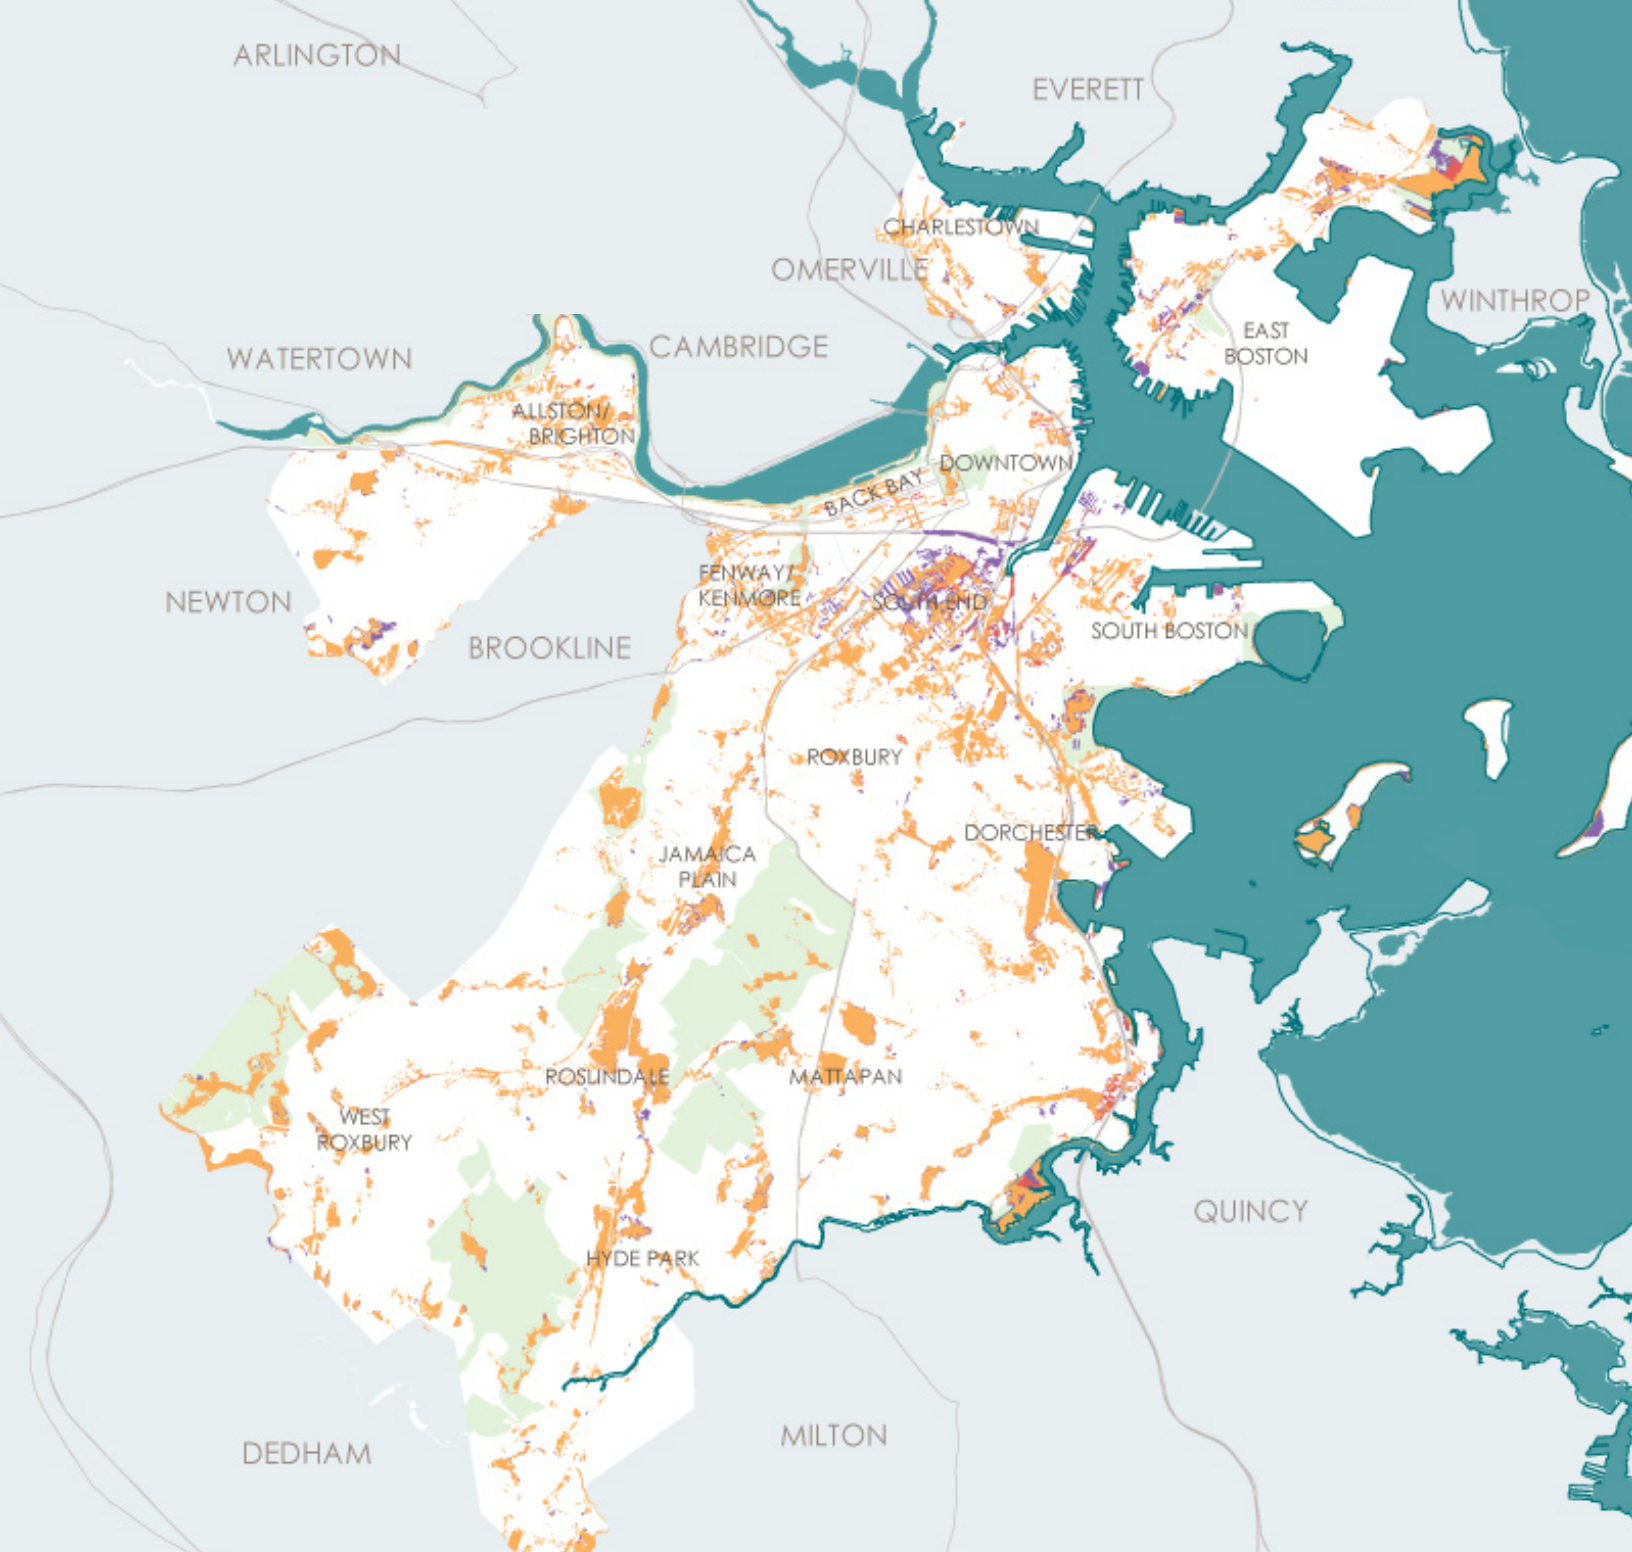 ARLINGTON
EVERETT
CHARLESTOWN
OMERVILLE
WINTHROP
EAST
BOSTON
CAMBRIDGE
WATERTOWN
ALLSTON/
BRIGHTON
DOWNTOWN
BACK BAY
FENWAY/
KENMORE
SOUTH END
NEWTON
BROOKLINE
SOUTH BOSTON
ROXBURY
DORCHESTER
JAMAICA
PLAIN
ROSLINDALE
MATTAPAN
WEST
ROXBURY
QUINCY
HYDE PARK
MILTON
DEDHAM